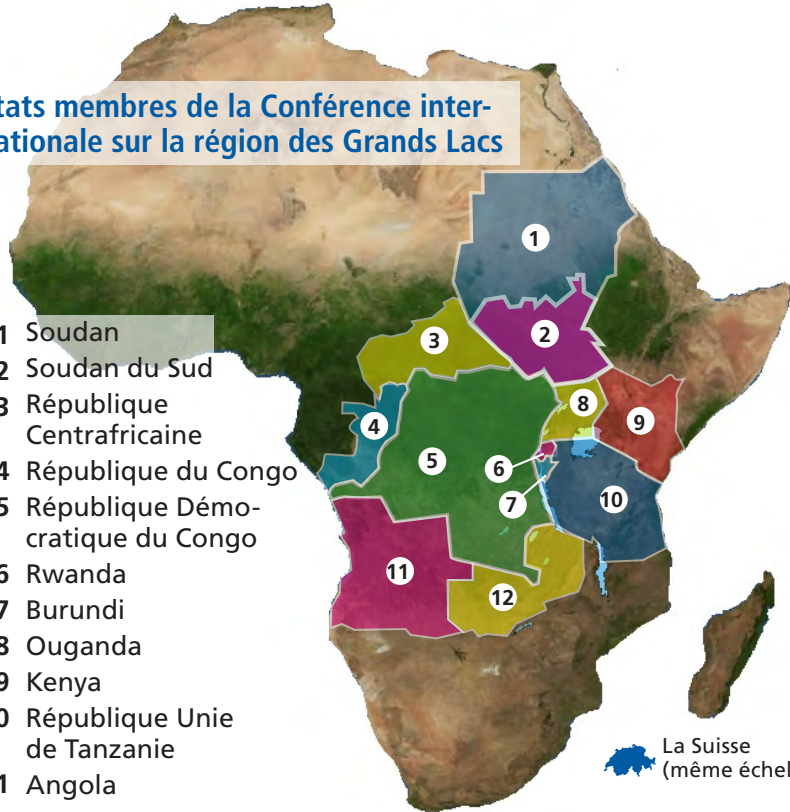 tats membres de la Conférence inter-
ationale sur la région des Grands Lacs
1 Soudan
2 Soudan du Sud
3 République
Centrafricaine
4 République du Congo
5 République Démo-
cratique du Congo
6 Rwanda
7 Burundi
8 Ouganda
9 Kenya
0 République Unie
de Tanzanie
1 Angola
1
2
3
4
5
6
7
8
9
10
11
12
La Suisse
(même échel